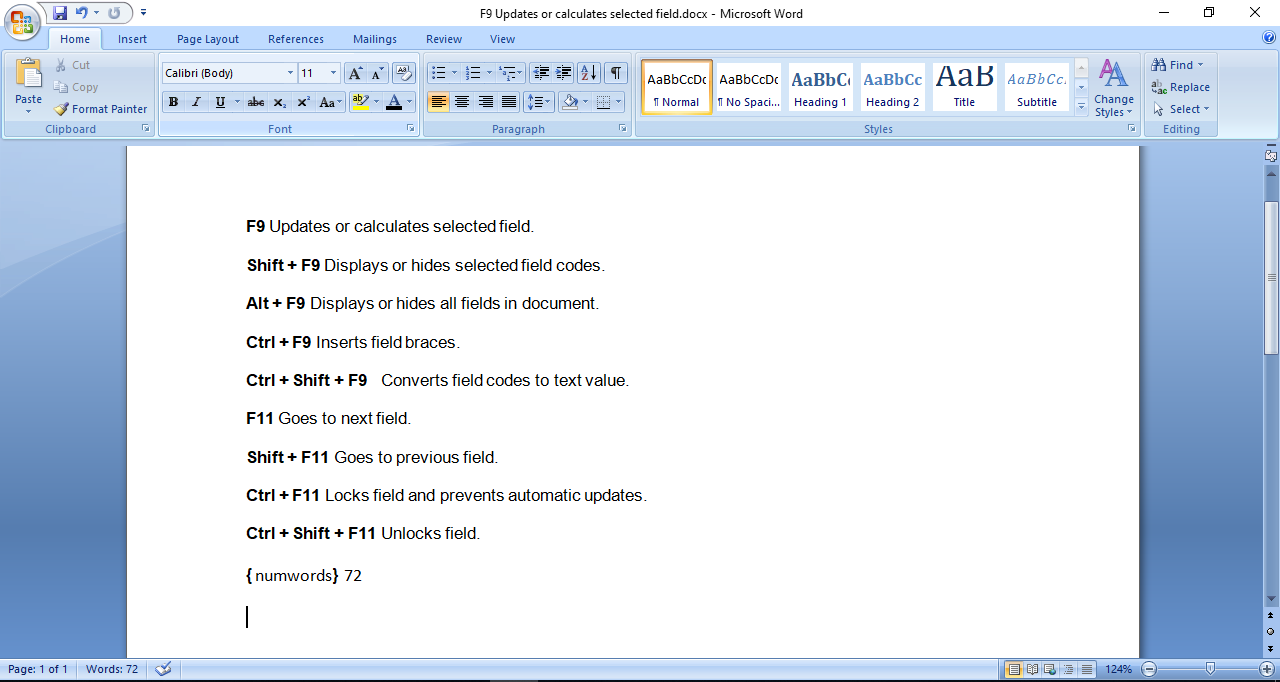 F9 Updates or calculates selected field.docx - Microsoft Word
Home Insert Page Layout References Mailings Review View
Paste
Cut
Copy
Format Painter
Clipboard
Calibri (Body) 11
B I U abc x₂ x² Aa ab A
Font
Paragraph
AaBbCcDc AaBbCcDc AaBbC AaBbCc AaB AaBbCc.
¶ Normal ¶ No Spaci... Heading 1 Heading 2 Title Subtitle
Change Styles
Styles
Find
Replace
Select
Editing
F9 Updates or calculates selected field.
Shift + F9 Displays or hides selected field codes.
Alt + F9 Displays or hides all fields in document.
Ctrl + F9 Inserts field braces.
Ctrl + Shift + F9 Converts field codes to text value.
F11 Goes to next field.
Shift + F11 Goes to previous field.
Ctrl + F11 Locks field and prevents automatic updates.
Ctrl + Shift + F11 Unlocks field.
{ numwords} 72
Page: 1 of 1 Words: 72 124%